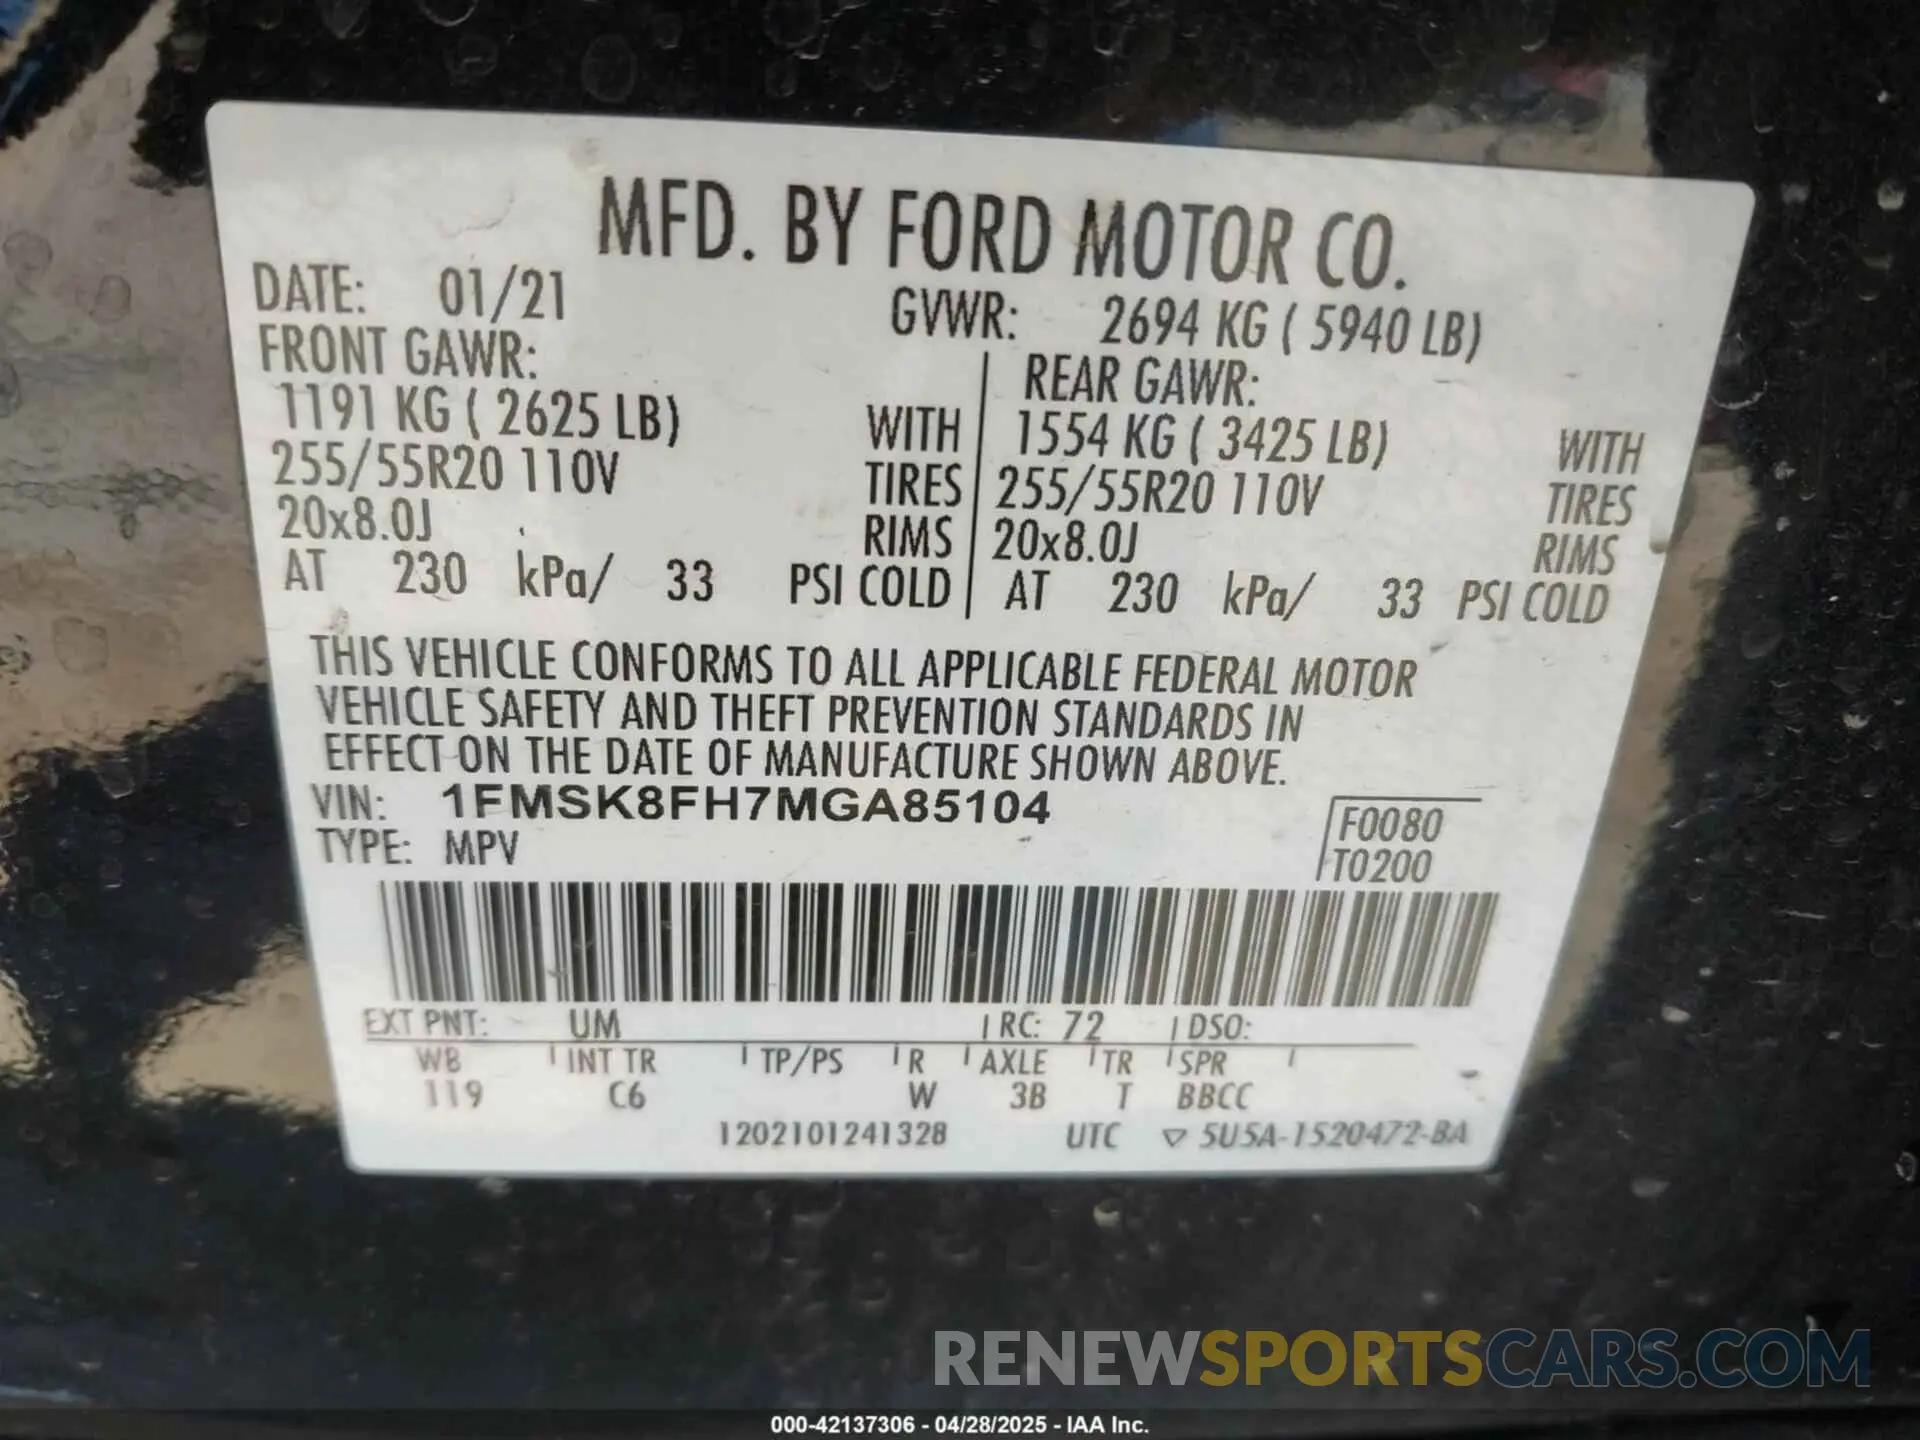 MFD. BY FORD MOTOR CO.
DATE: 01/21 GVWR: 2694 KG ( 5940 LB)
FRONT GAWR: REAR GAWR:
1191 KG ( 2625 LB) WITH 1554 KG ( 3425 LB) WITH
255/55R20 110V TIRES 255/55R20 110V TIRES
20x8.0J RIMS 20x8.0J RIMS
AT 230 kPa/ 33 PSI COLD AT 230 kPa/ 33 PSI COLD
THIS VEHICLE CONFORMS TO ALL APPLICABLE FEDERAL MOTOR
VEHICLE SAFETY AND THEFT PREVENTION STANDARDS IN
EFFECT ON THE DATE OF MANUFACTURE SHOWN ABOVE.
VIN: 1FMSK8FH7MGA85104 F0080
TYPE: MPV T0200
EXT PNT: UM RC: 72 DSO:
WB INT TR TP/PS R AXLE TR SPR
119 C6 W 3B T BBCC
1202101241328 UTC ▽ 5U5A-1520472-BA
RENEWSPORTSCARS.COM
000-42137306 - 04/28/2025 - IAA Inc.